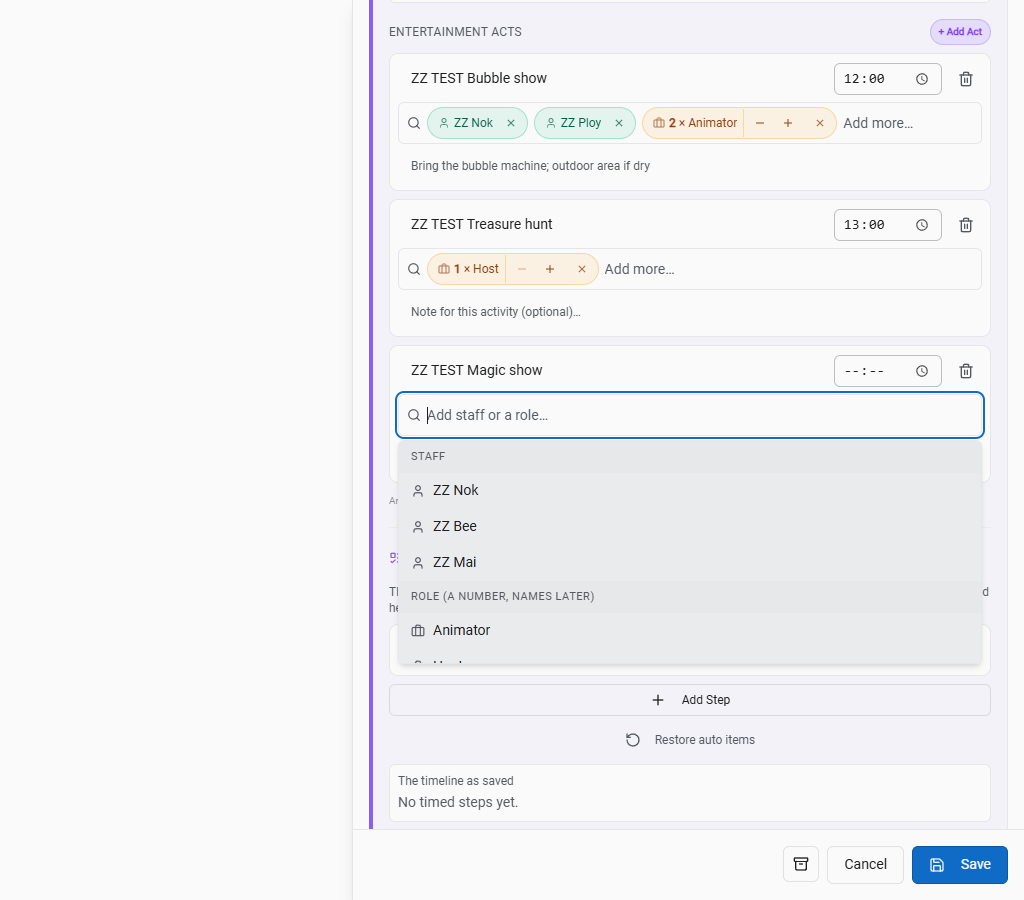 ENTERTAINMENT ACTS
+ Add Act
ZZ TEST Bubble show
12:00
ZZ Nok
ZZ Ploy
2 × Animator
Add more…
Bring the bubble machine; outdoor area if dry
ZZ TEST Treasure hunt
13:00
1 × Host
Add more…
Note for this activity (optional)…
ZZ TEST Magic show
--:--
Add staff or a role…
STAFF
ZZ Nok
ZZ Bee
ZZ Mai
ROLE (A NUMBER, NAMES LATER)
Animator
Add Step
Restore auto items
The timeline as saved
No timed steps yet.
Cancel
Save